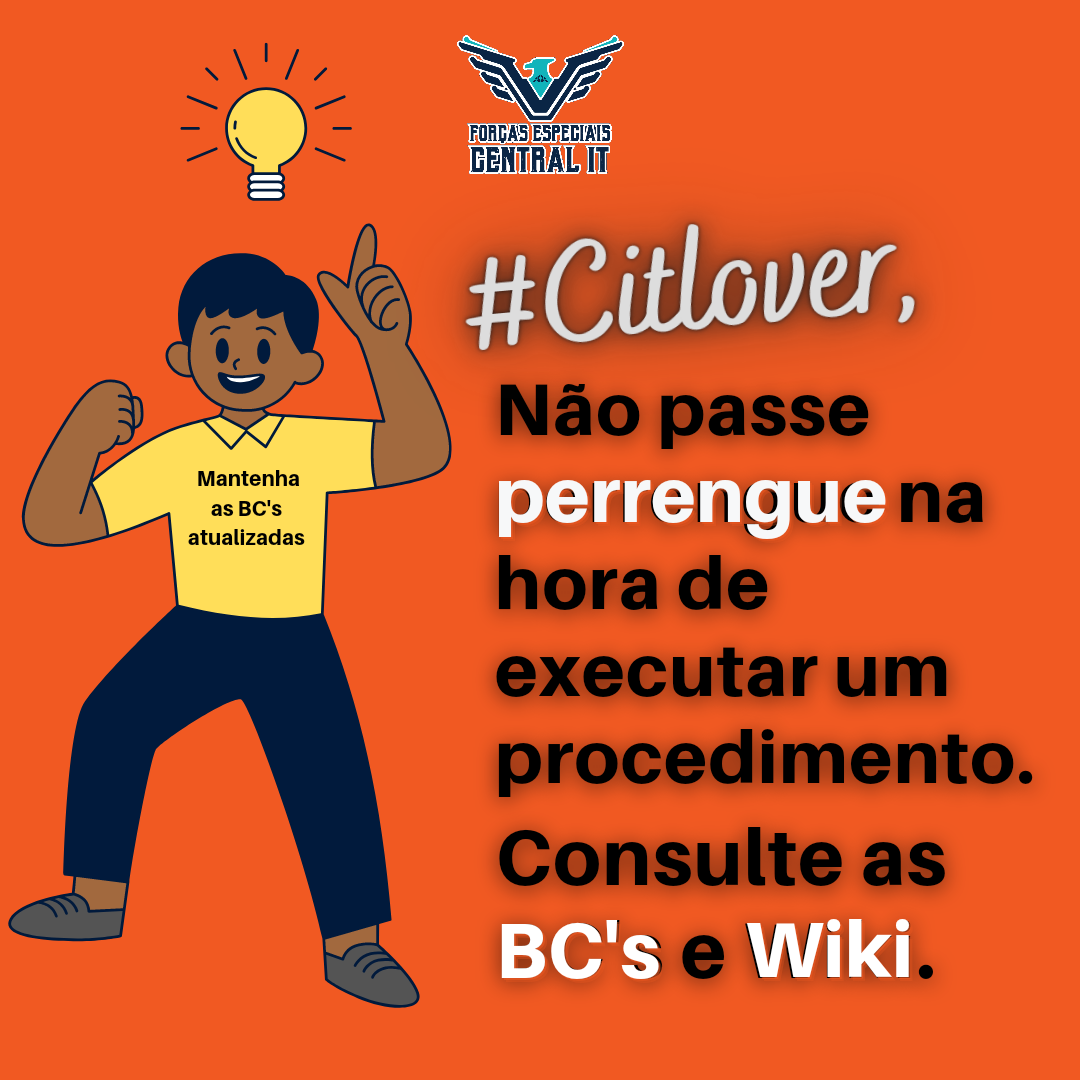 FORÇAS ESPECIAIS
CENTRAL IT
#Citlover,
Não passe
perrengue na
hora de
executar um
procedimento.
Consulte as
BC's e Wiki.
Mantenha
as BC's
atualizadas